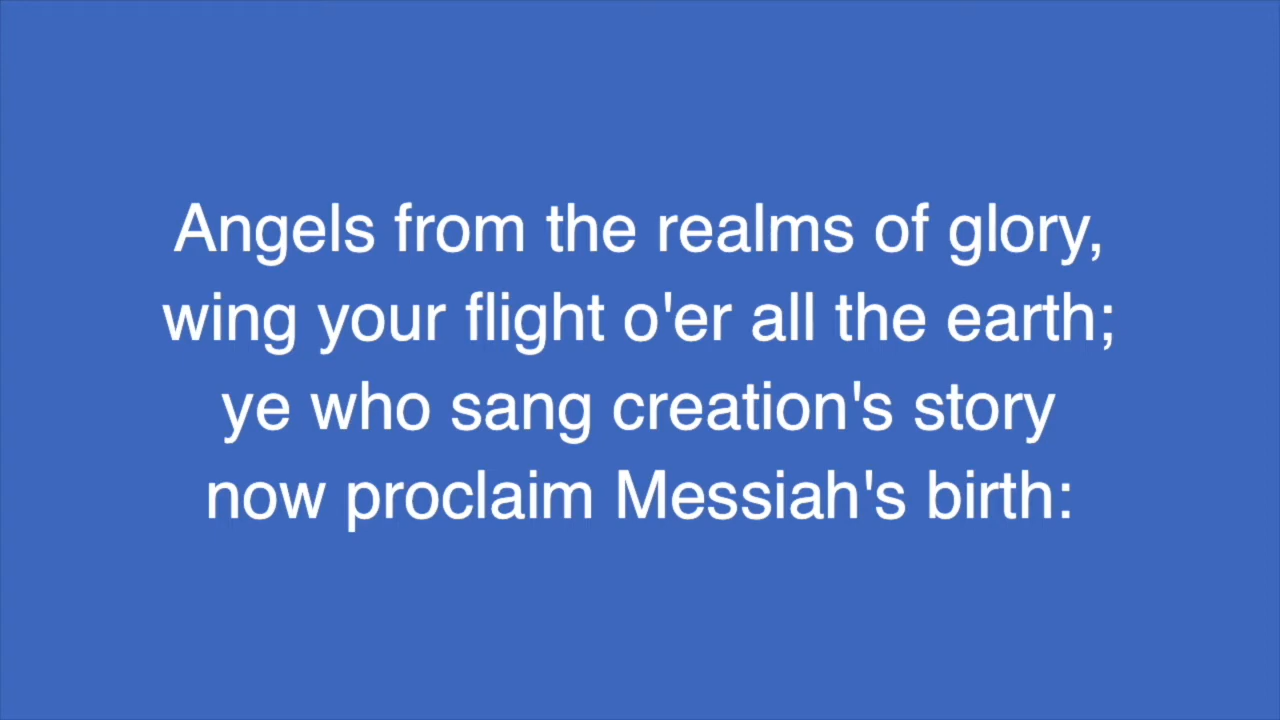 Angels from the realms of glory,
wing your flight o'er all the earth;
ye who sang creation's story
now proclaim Messiah's birth: